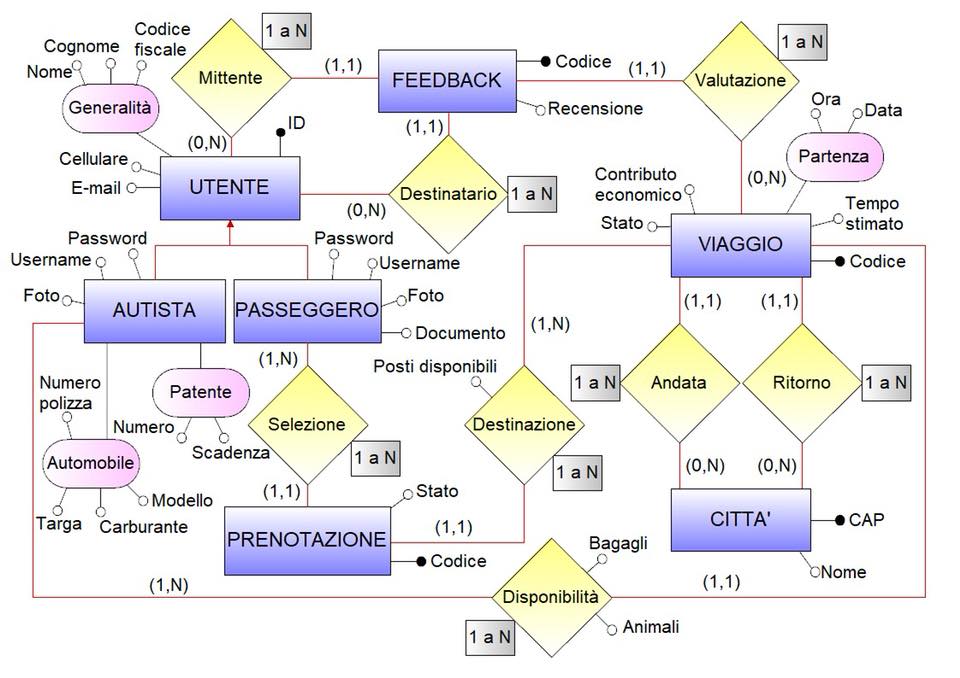 Codice
fiscale
Cognome
Nome
Generalità
Mittente
1 a N
(1,1)
FEEDBACK
Codice
Recensione
(1,1)
Valutazione
1 a N
Ora
Data
Partenza
(0,N)
ID
(1,1)
Cellulare
E-mail
UTENTE
(0,N)
Destinatario
1 a N
(0,N)
Contributo
economico
Stato
VIAGGIO
Tempo
stimato
Codice
Password
Username
Foto
AUTISTA
Password
Username
Foto
PASSEGGERO
Documento
(1,N)
(1,N)
(1,1)
(1,1)
Posti disponibili
1 a N
Andata
Ritorno
1 a N
Numero
polizza
Patente
Numero
Scadenza
Selezione
1 a N
Destinazione
1 a N
Automobile
Targa
Carburante
Modello
(1,1)
Stato
PRENOTAZIONE
Codice
(1,1)
(0,N)
(0,N)
CITTA'
CAP
Nome
(1,N)
Bagagli
Disponibilità
1 a N
Animali
(1,1)